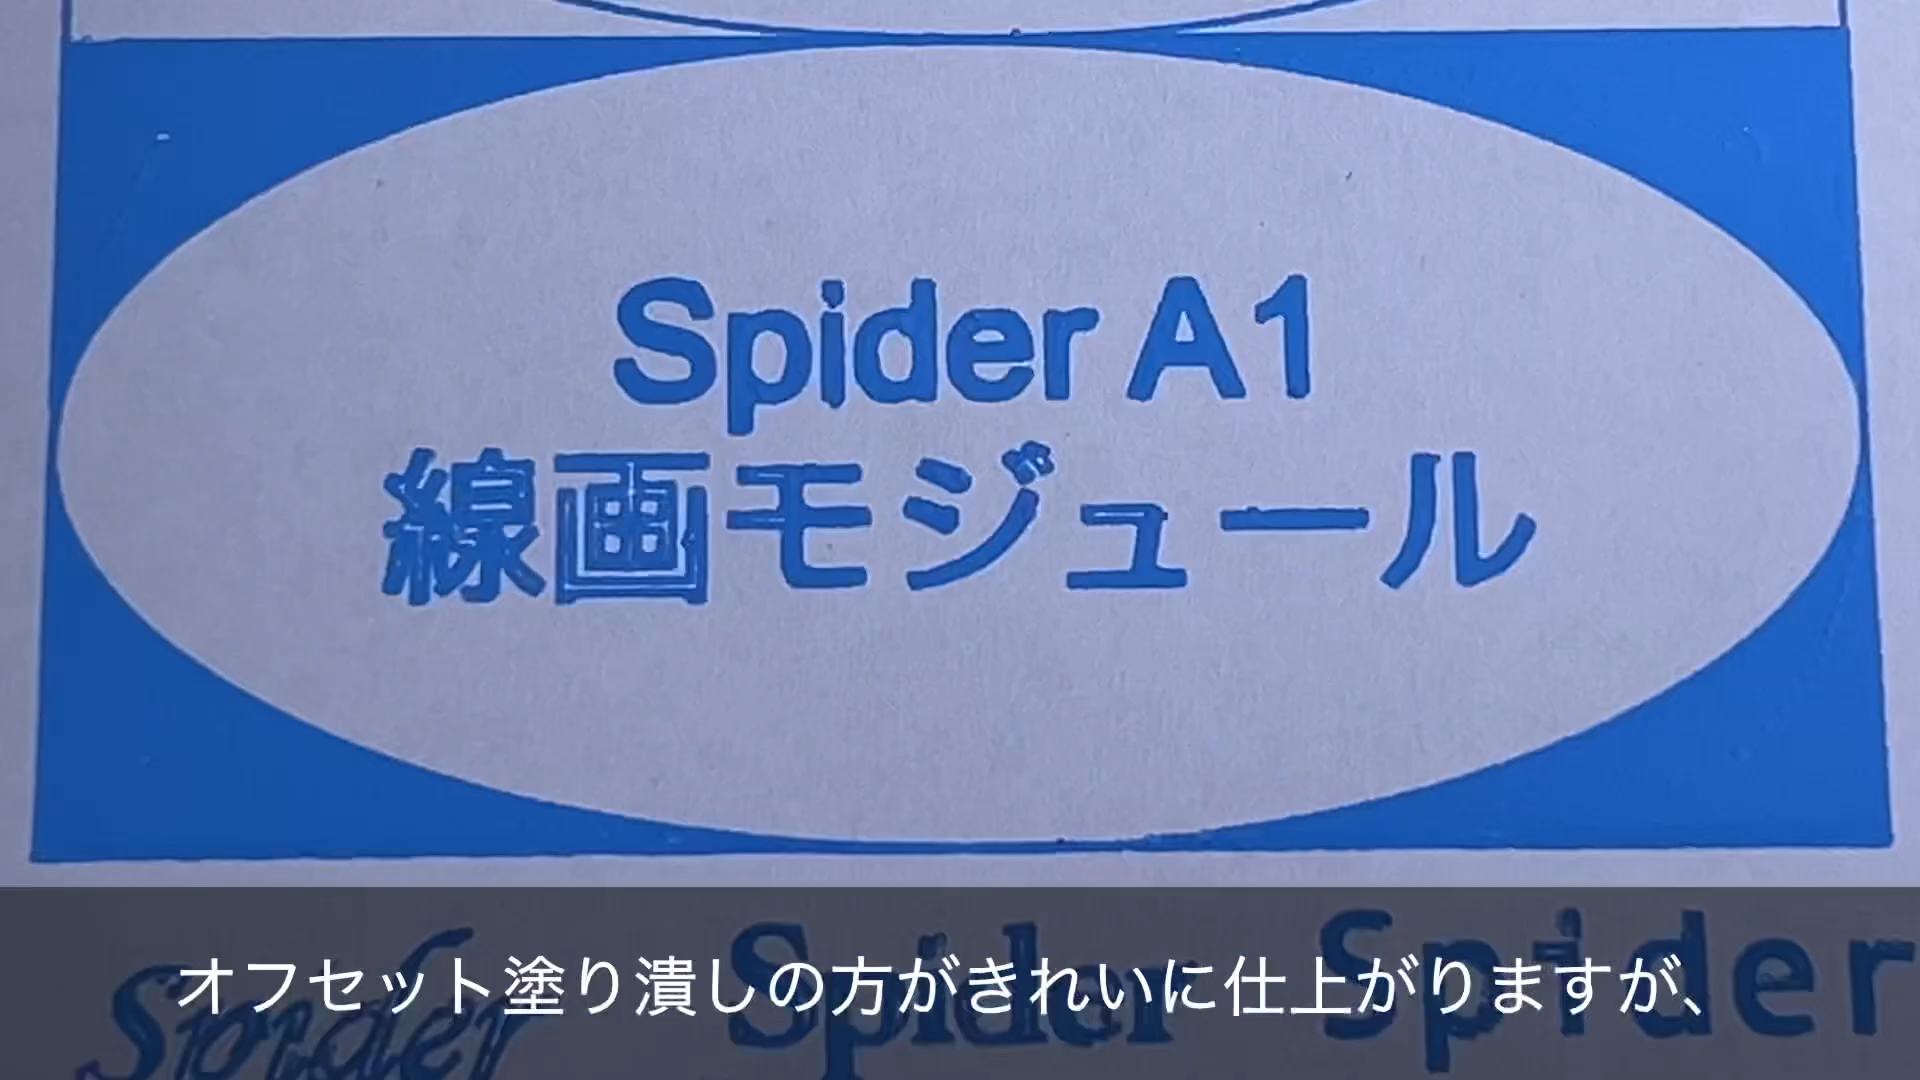 Spider A1
線画モジュール
Spider Spider Spider
オフセット塗り潰しの方がきれいに仕上がりますが、